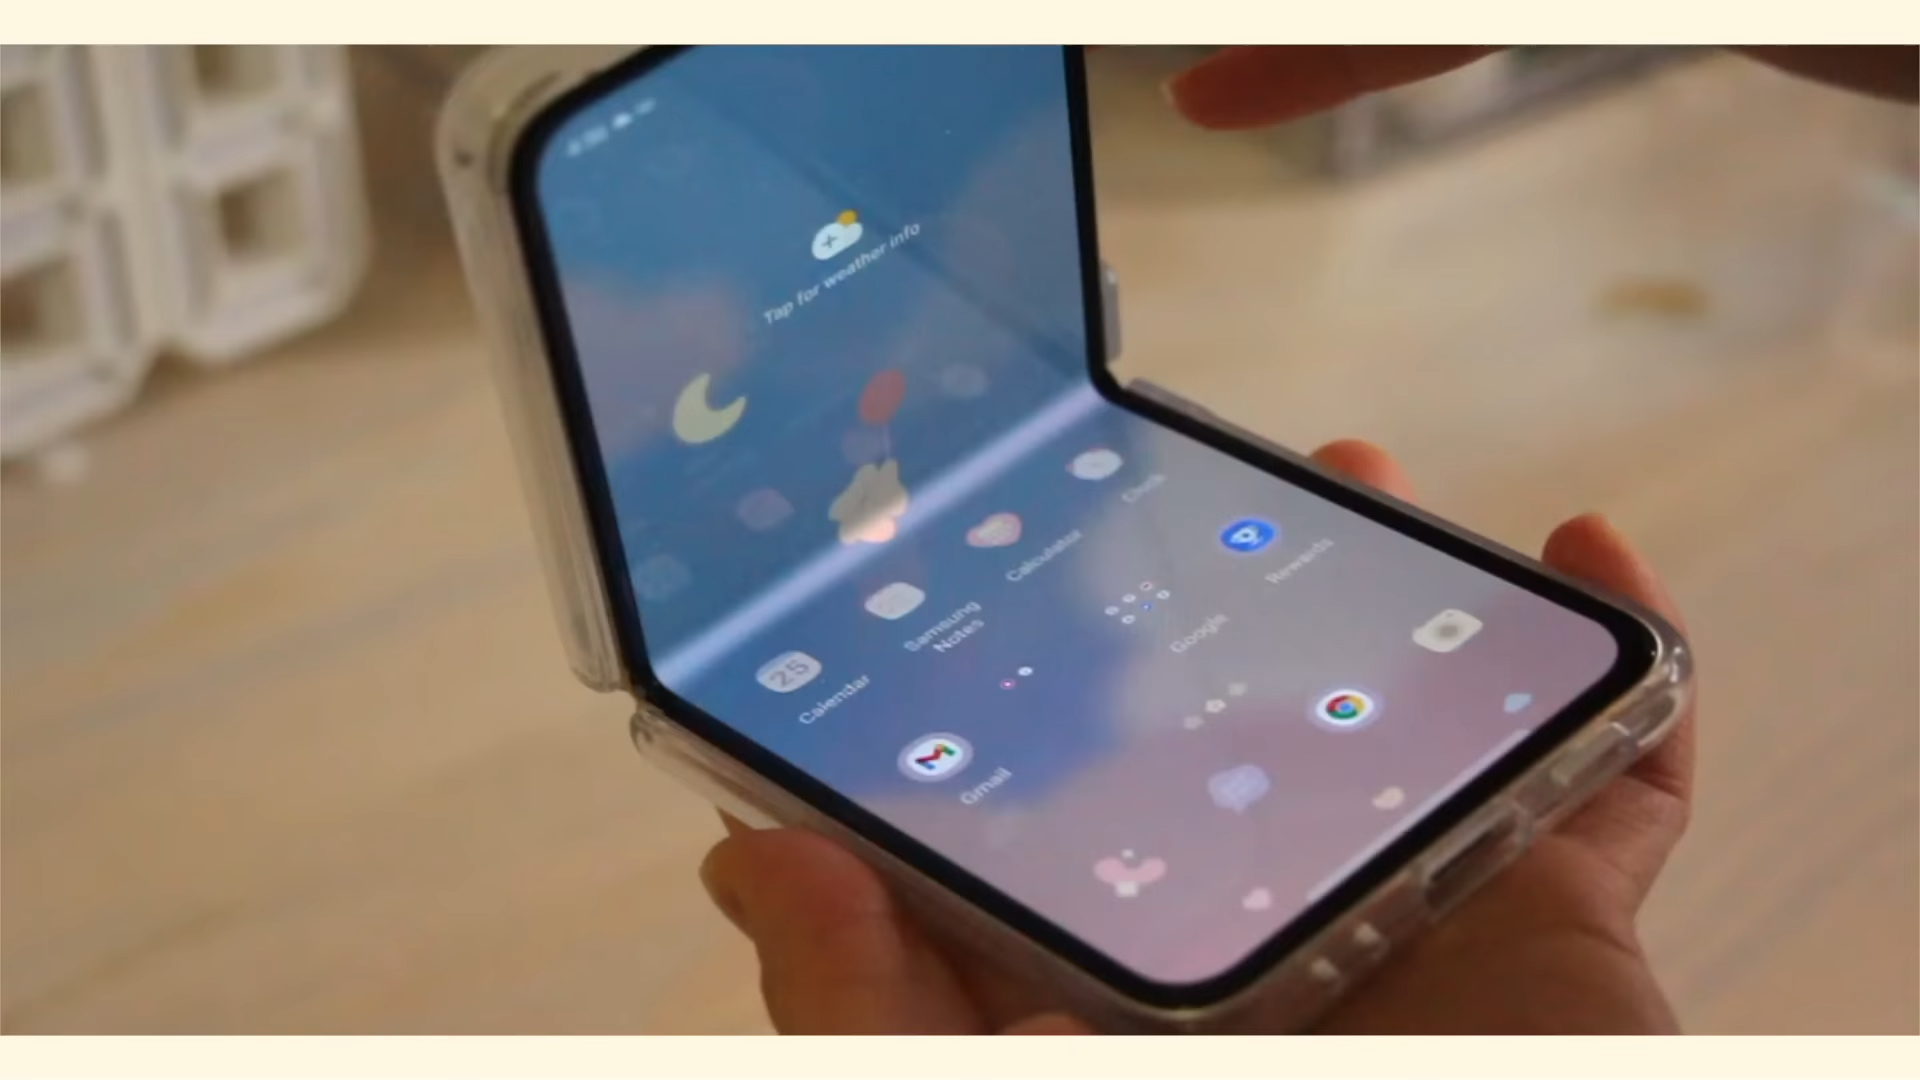 Tap for weather info
Clock
Calculator
Rewards
Samsung
Notes
Google
25
Calendar
Gmail